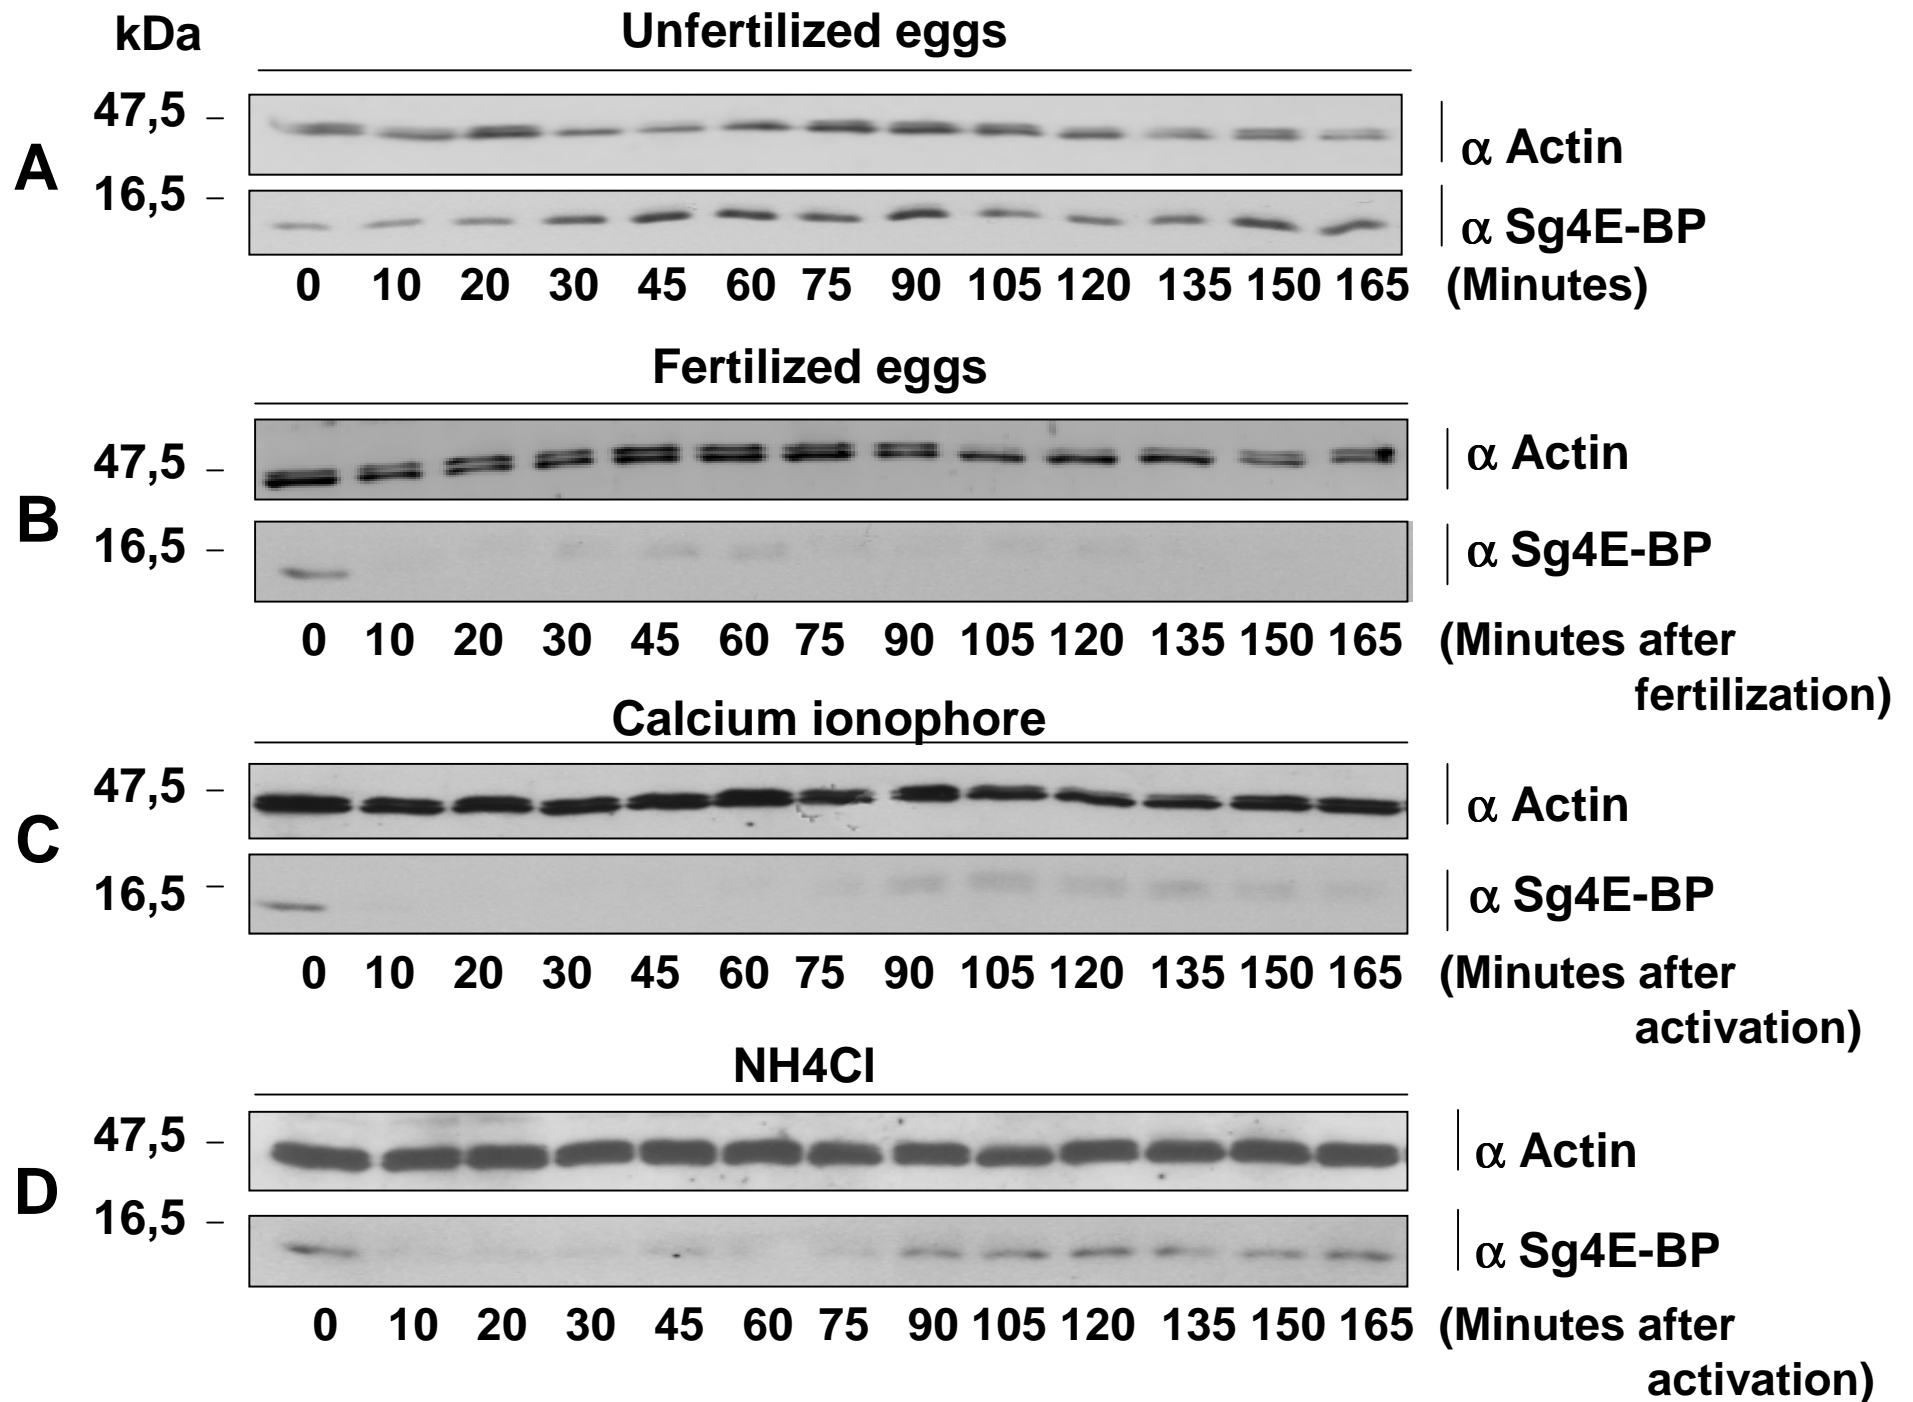 kDa
Unfertilized eggs
A
47,5
α Actin
16,5
α Sg4E-BP
0 10 20 30 45 60 75 90 105 120 135 150 165 (Minutes)
Fertilized eggs
B
47,5
α Actin
16,5
α Sg4E-BP
0 10 20 30 45 60 75 90 105 120 135 150 165 (Minutes after
fertilization)
Calcium ionophore
C
47,5
α Actin
16,5
α Sg4E-BP
0 10 20 30 45 60 75 90 105 120 135 150 165 (Minutes after
activation)
NH4Cl
D
47,5
α Actin
16,5
α Sg4E-BP
0 10 20 30 45 60 75 90 105 120 135 150 165 (Minutes after
activation)